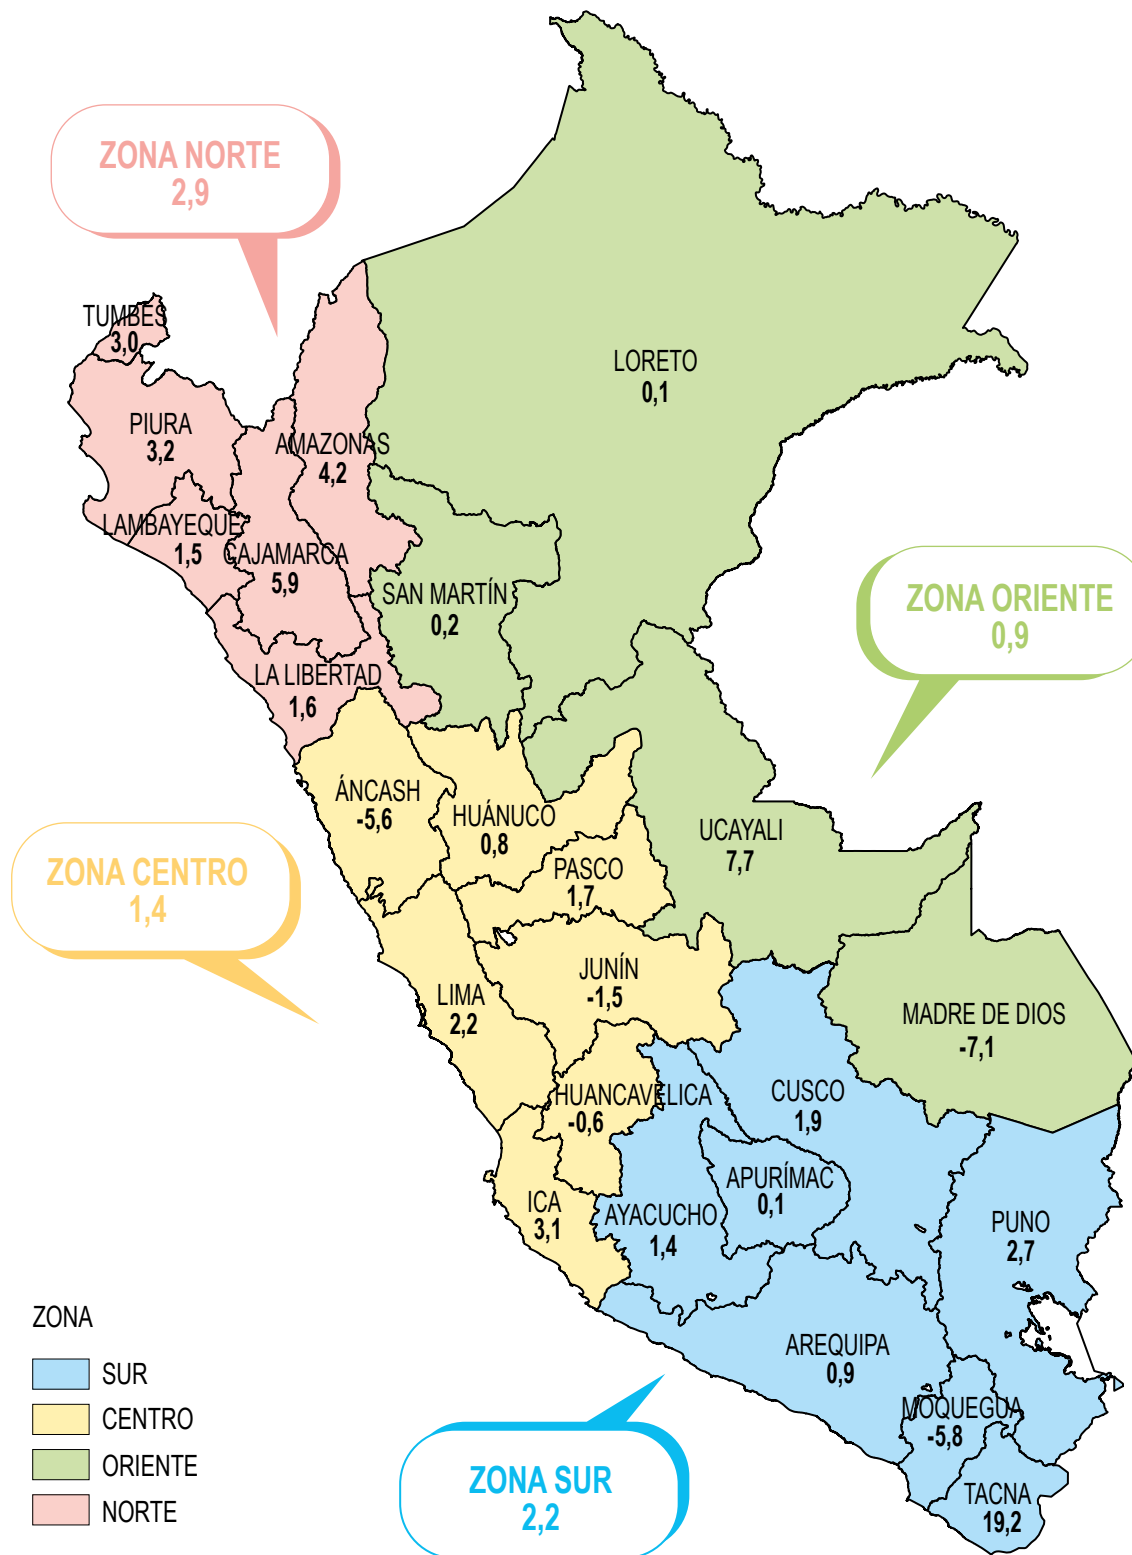 ZONA NORTE
2,9
TUMBES
3,0
LORETO
0,1
PIURA
3,2
AMAZONAS
4,2
LAMBAYEQUE
1,5
CAJAMARCA
5,9
SAN MARTÍN
0,2
ZONA ORIENTE
0,9
LA LIBERTAD
1,6
ÁNCASH
-5,6
HUÁNUCO
0,8
UCAYALI
7,7
ZONA CENTRO
1,4
PASCO
1,7
JUNÍN
-1,5
LIMA
2,2
MADRE DE DIOS
-7,1
HUANCAVELICA
-0,6
CUSCO
1,9
APURÍMAC
0,1
ICA
3,1
AYACUCHO
1,4
PUNO
2,7
AREQUIPA
0,9
MOQUEGUA
-5,8
TACNA
19,2
ZONA SUR
2,2
ZONA
SUR
CENTRO
ORIENTE
NORTE